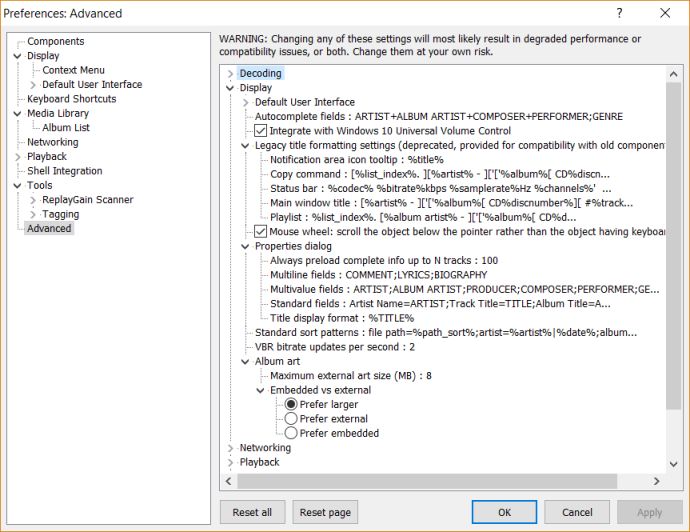 Preferences: Advanced
Components
Display
Context Menu
Default User Interface
Keyboard Shortcuts
Media Library
Album List
Networking
Playback
Shell Integration
Tools
ReplayGain Scanner
Tagging
Advanced
WARNING: Changing any of these settings will most likely result in degraded performance or
compatibility issues, or both. Change them at your own risk.
Decoding
Display
Default User Interface
Autocomplete fields : ARTIST+ALBUM ARTIST+COMPOSER+PERFORMER;GENRE
Integrate with Windows 10 Universal Volume Control
Legacy title formatting settings (deprecated, provided for compatibility with old componen
Notification area icon tooltip : %title%
Copy command : [%list_index%. ][%artist% - ]['['%album%[ CD%discn...
Status bar : %codec% %bitrate%kbps %samplerate%Hz %channels%' ...
Main window title : [%artist% - ]['['%album%[ CD%discnumber%][ #%track...
Playlist : %list_index%. [%album artist% - ]['['%album%[ CD%d...
Mouse wheel: scroll the object below the pointer rather than the object having keyboar
Properties dialog
Always preload complete info up to N tracks : 100
Multiline fields : COMMENT;LYRICS;BIOGRAPHY
Multivalue fields : ARTIST;ALBUM ARTIST;PRODUCER;COMPOSER;PERFORMER;GE...
Standard fields : Artist Name=ARTIST;Track Title=TITLE;Album Title=A...
Title display format : %TITLE%
Standard sort patterns : file path=%path_sort%;artist=%artist%|%date%;album...
VBR bitrate updates per second : 2
Album art
Maximum external art size (MB) : 8
Embedded vs external
Prefer larger
Prefer external
Prefer embedded
Networking
Playback
Reset all
Reset page
OK
Cancel
Apply